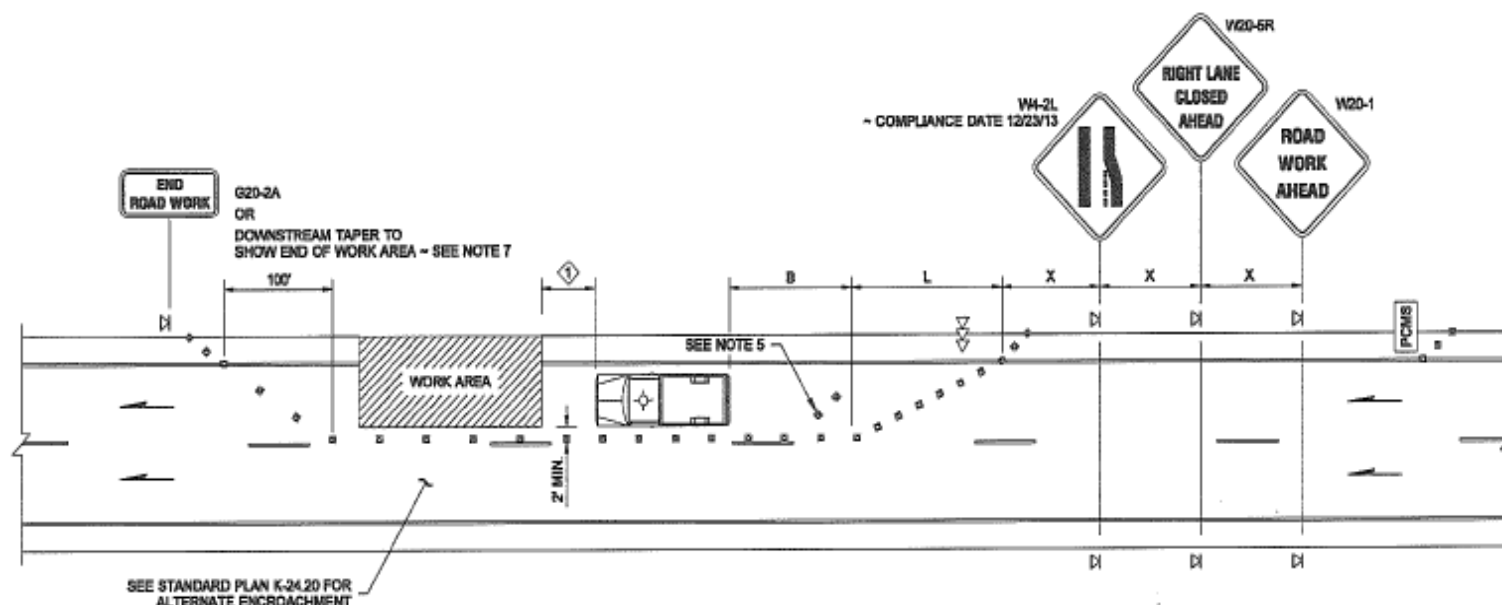 W20-5R
RIGHT LANE
CLOSED
AHEAD
W4-2L
~ COMPLIANCE DATE 12/23/13
W20-1
ROAD
WORK
AHEAD
END
ROAD WORK
G20-2A
OR
DOWNSTREAM TAPER TO
SHOW END OF WORK AREA ~ SEE NOTE 7
100'
1
B
L
X
X
X
PCMS
SEE NOTE 5
WORK AREA
2' MIN.
SEE STANDARD PLAN K-24.20 FOR
ALTERNATE ENCROACHMENT